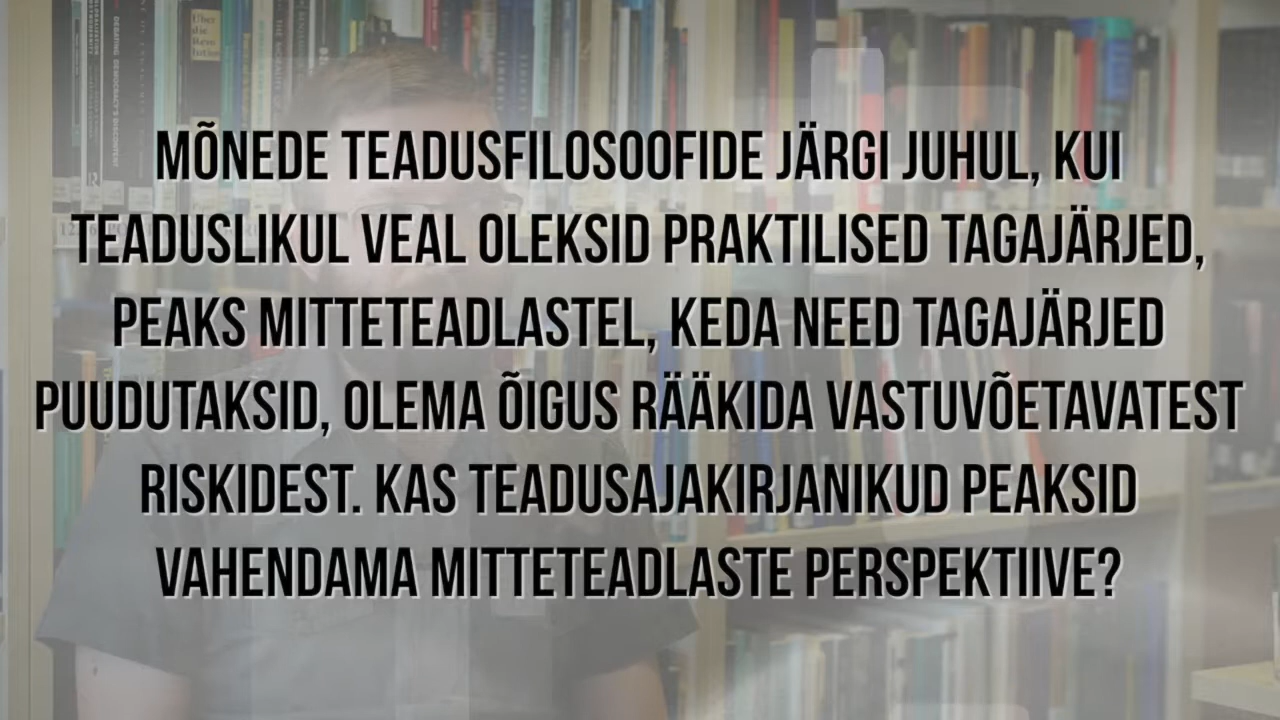 MÕNEDE TEADUSFILOSOOFIDE JÄRGI JUHUL, KUI
TEADUSLIKUL VEAL OLEKSID PRAKTILISED TAGAJÄRJED,
PEAKS MITTETEADLASTEL, KEDA NEED TAGAJÄRJED
PUUDUTAKSID, OLEMA ÕIGUS RÄÄKIDA VASTUVÕETAVATEST
RISKIDEST. KAS TEADUSAJAKIRJANIKUD PEAKSID
VAHENDAMA MITTETEADLASTE PERSPEKTIIVE?